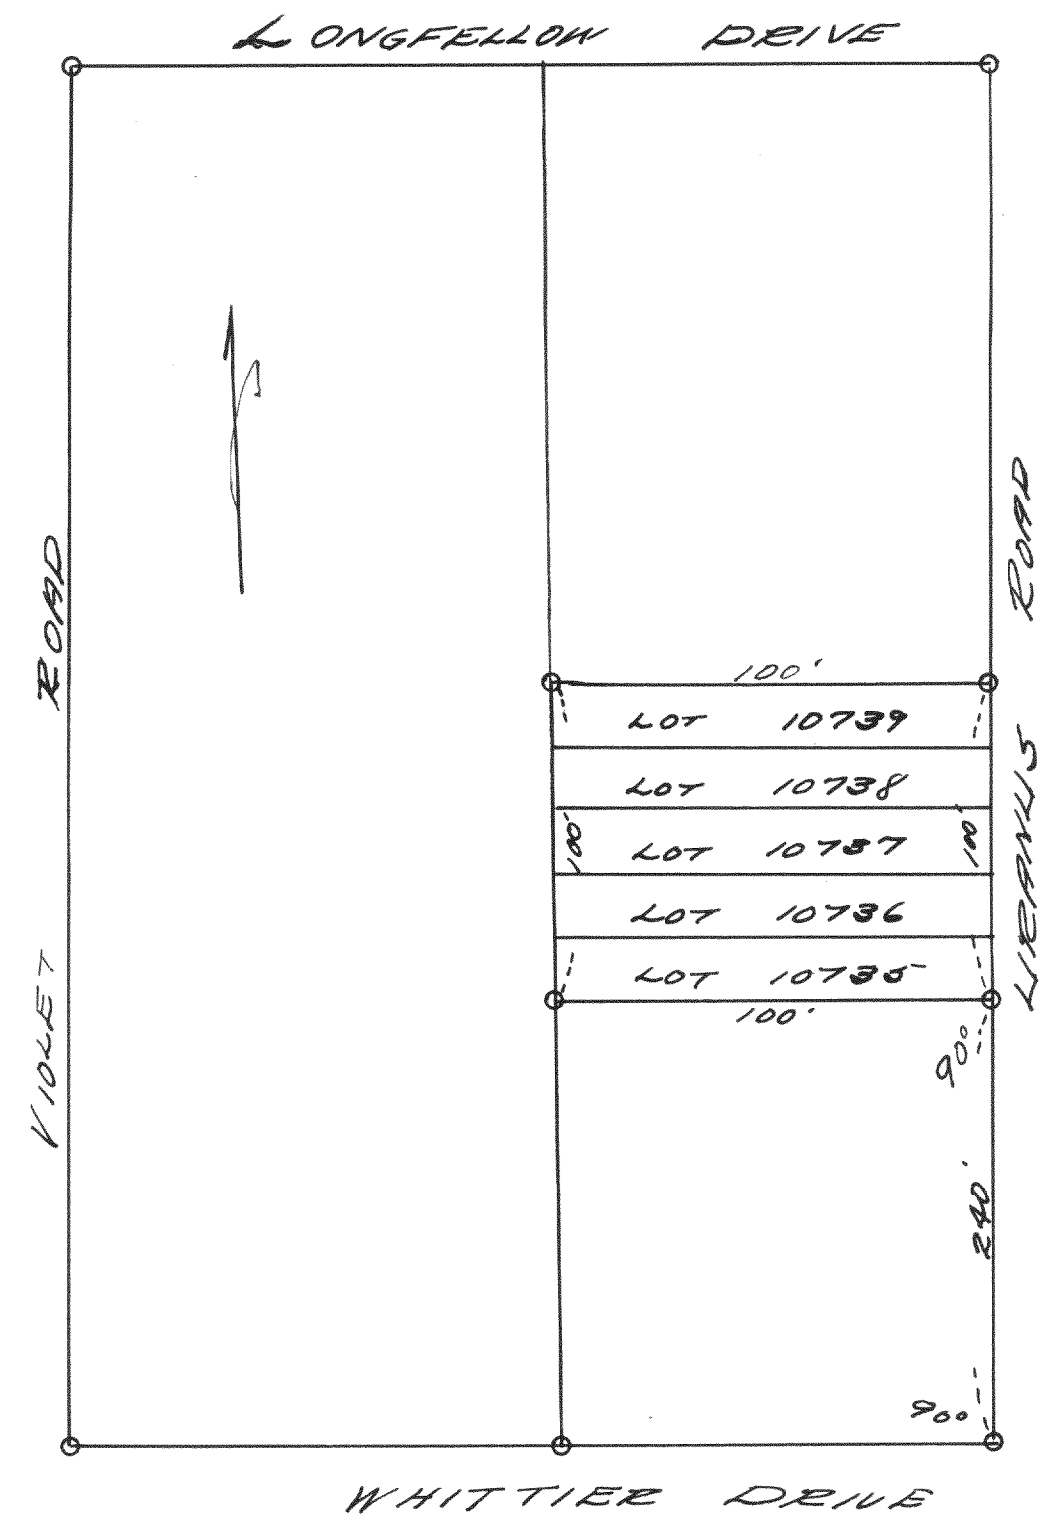 LONGFELLOW DRIVE
VIOLET ROAD
URANUS ROAD
100'
LOT 10739
LOT 10738
100'
100'
LOT 10737
LOT 10736
LOT 10735
100'
90°
240'
90°
WHITTIER DRIVE